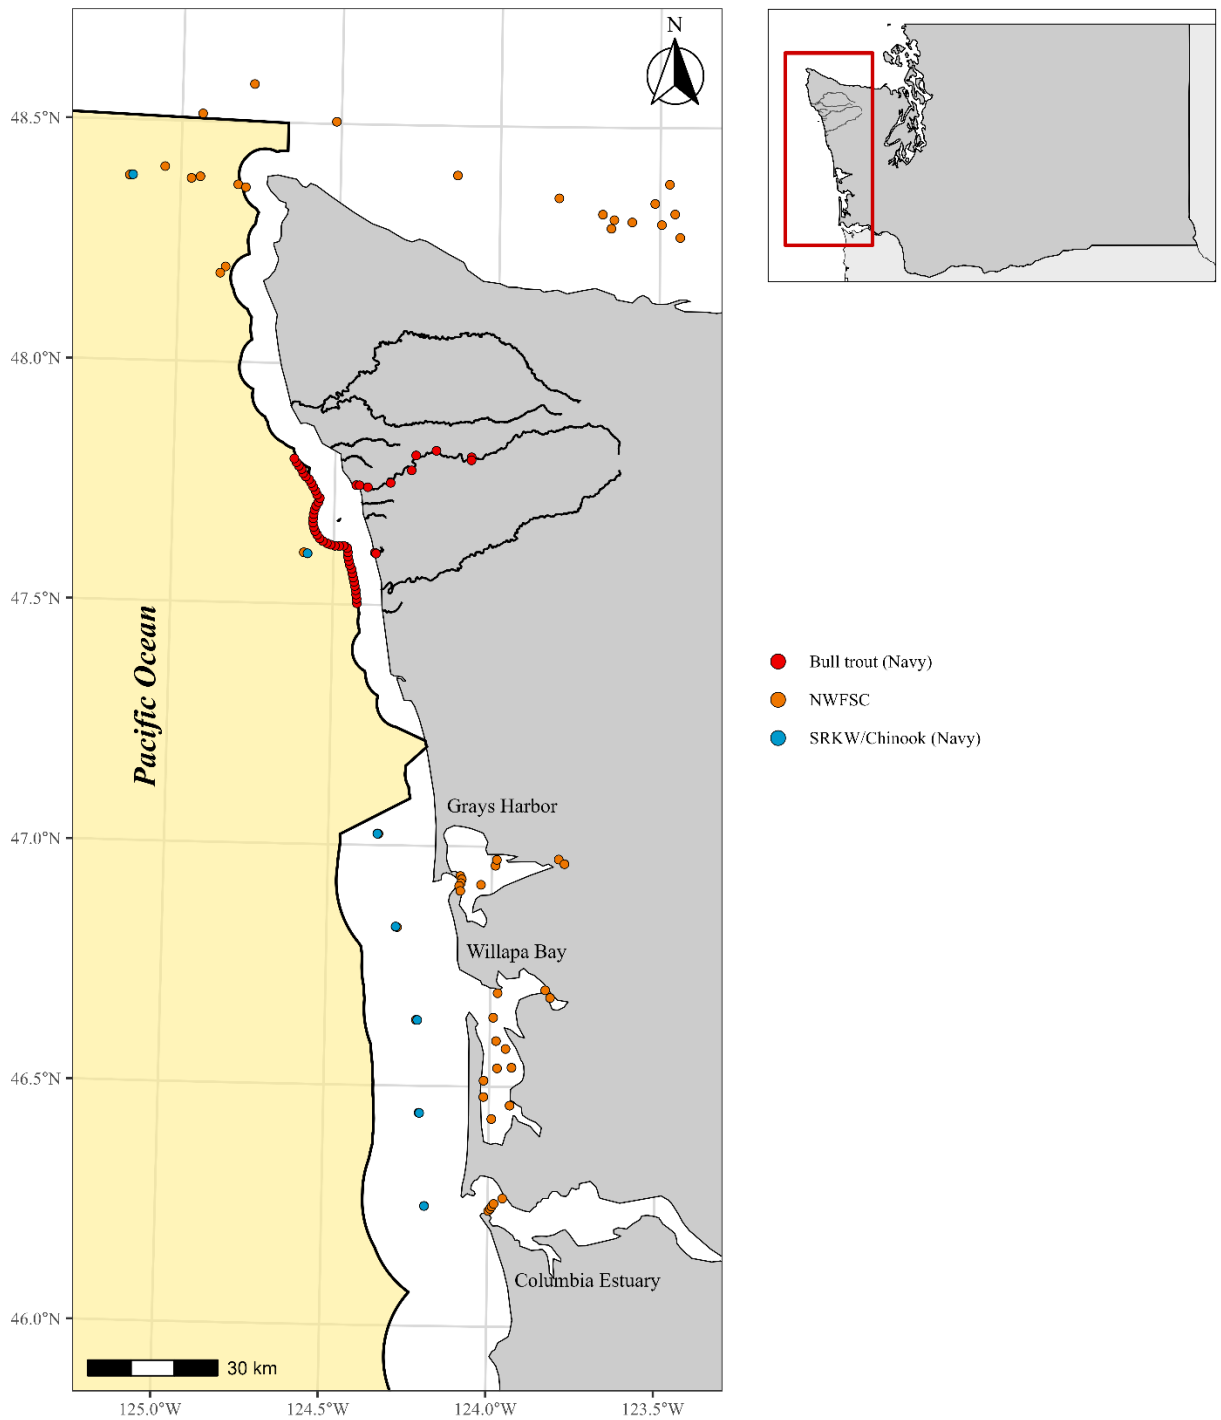 N
48.5°N
48.0°N
47.5°N
47.0°N
46.5°N
46.0°N
Pacific Ocean
Grays Harbor
Willapa Bay
Columbia Estuary
30 km
125.0°W
124.5°W
124.0°W
123.5°W
Bull trout (Navy)
NWFSC
SRKW/Chinook (Navy)